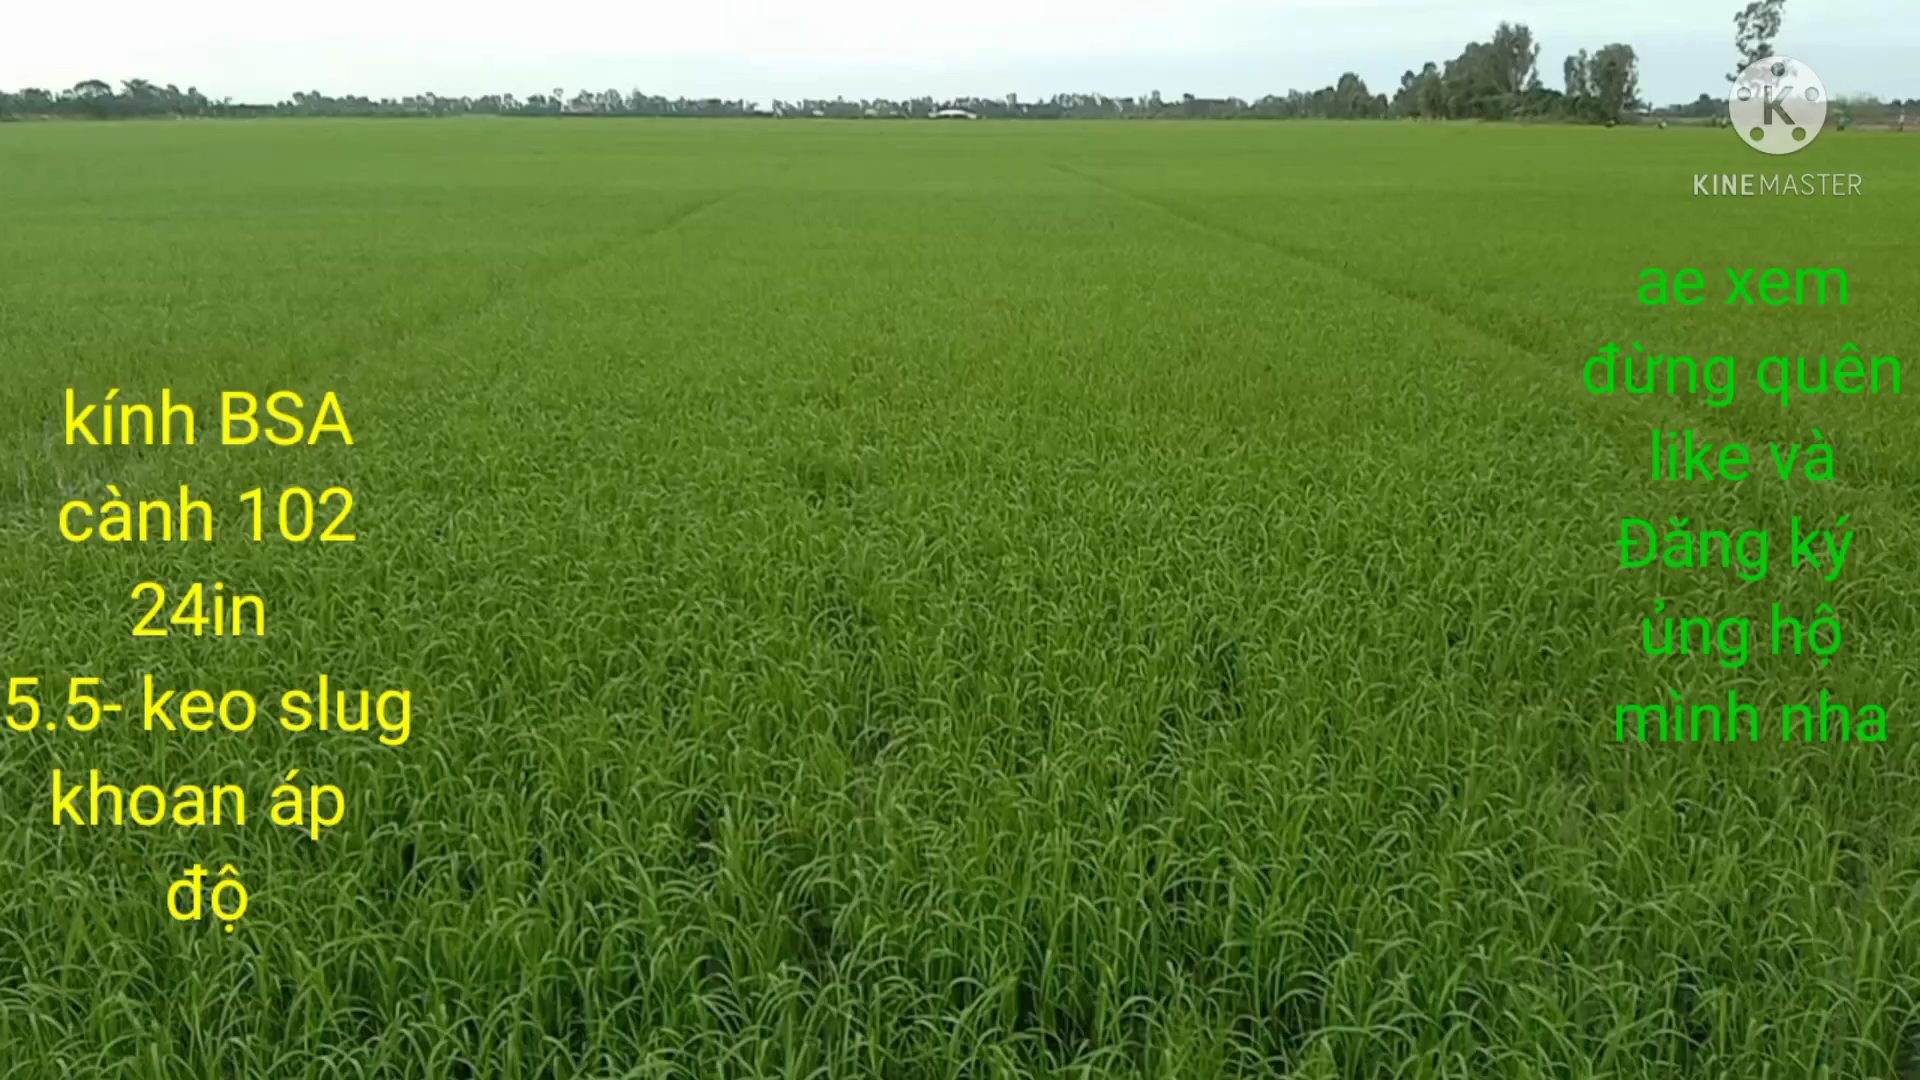 KINEMASTER
kính BSA
cành 102
24in
5.5- keo slug
khoan áp
độ
ae xem
đừng quên
like và
Đăng ký
ủng hộ
mình nha